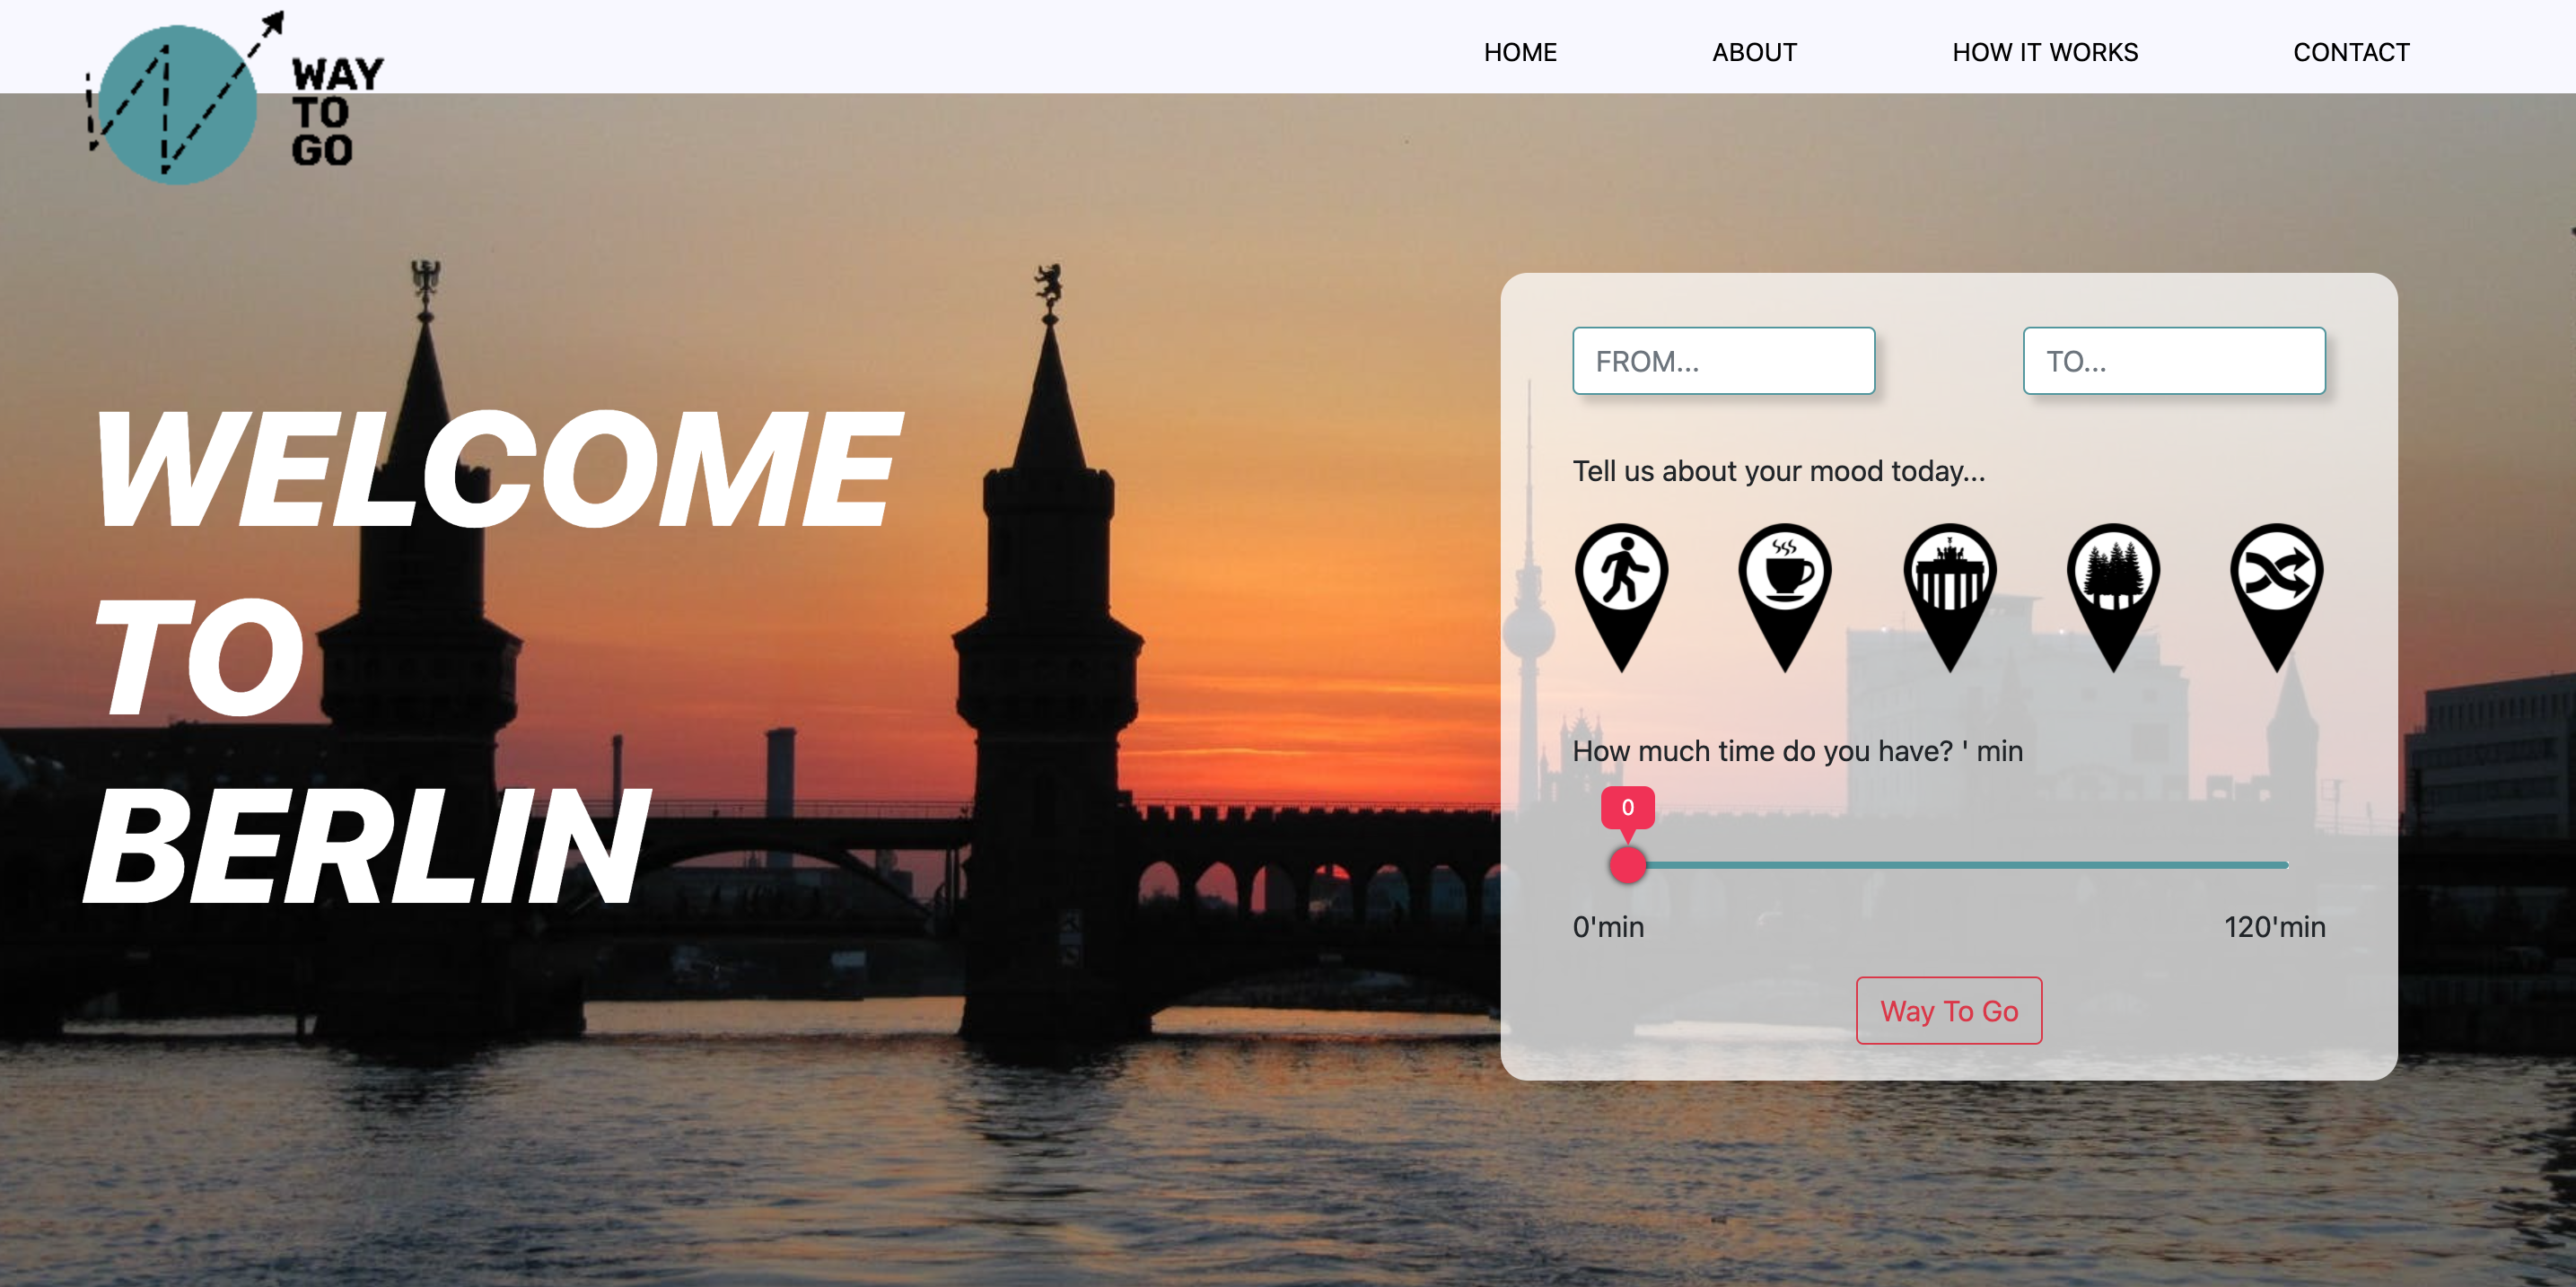 WAY
TO
GO
HOME ABOUT HOW IT WORKS CONTACT
WELCOME
TO
BERLIN
FROM... TO...
Tell us about your mood today...
How much time do you have? ' min
0
0'min 120'min
Way To Go